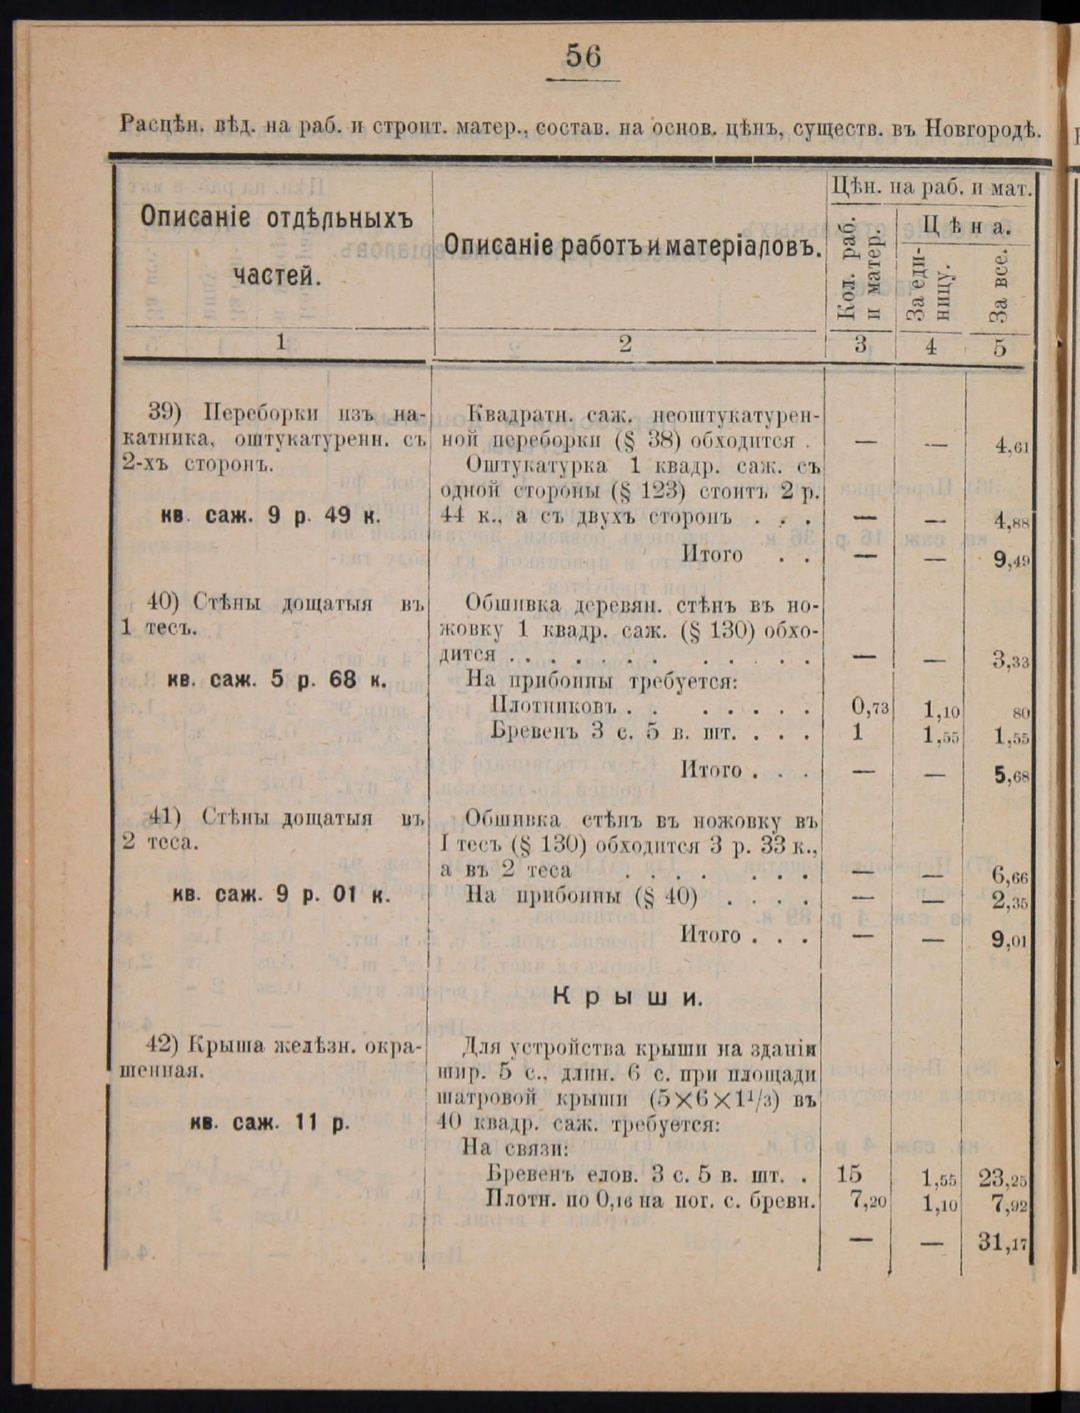 56
Расцѣн. вѣд. на раб. и строит. матер., состав. на основ. цѣнъ, существ. въ Новгородѣ.
Описаніе отдѣльныхъ
частей.
Описаніе работъ и матеріаловъ.
Цѣн. на раб. и мат.
Кол. раб.
и матер.
Цѣна.
За еди-
ницу.
За все.
1 2 3 4 5
39) Переборки изъ на-
катника, оштукатуренн. съ
2-хъ сторонъ.
кв. саж. 9 р. 49 к.
Квадратн. саж. неоштукатурен-
ной переборки (§ 38) обходится . — — 4,61
Оштукатурка 1 квадр. саж. съ
одной стороны (§ 123) стоитъ 2 р.
44 к., а съ двухъ сторонъ . . . — — 4,88
Итого . . — — 9,49
40) Стѣны дощатыя въ
1 тесъ.
кв. саж. 5 р. 68 к.
Обшивка деревян. стѣнъ въ но-
жовку 1 квадр. саж. (§ 130) обхо-
дится . . . . . . . . . . . . — — 3,33
На прибоины требуется:
Плотниковъ . . . . . . . . 0,73 1,10 80
Бревенъ 3 с. 5 в. шт. . . . 1 1,55 1,55
Итого . . . — — 5,68
41) Стѣны дощатыя въ
2 теса.
кв. саж. 9 р. 01 к.
Обшивка стѣнъ въ ножовку въ
1 тесъ (§ 130) обходится 3 р. 33 к.,
а въ 2 теса . . . . . . . — — 6,66
На прибоины (§ 40) . . . . — — 2,35
Итого . . . — — 9,01
Крыши.
42) Крыша желѣзн. окра-
шенная.
кв. саж. 11 р.
Для устройства крыши на зданіи
шир. 5 с., длин. 6 с. при площади
шатровой крыши (5×6×1¹/₃) въ
40 квадр. саж. требуется:
На связи:
Бревенъ елов. 3 с. 5 в. шт. . 15 1,55 23,25
Плотн. по 0,16 на пог. с. бревн. 7,20 1,10 7,92
— — 31,17